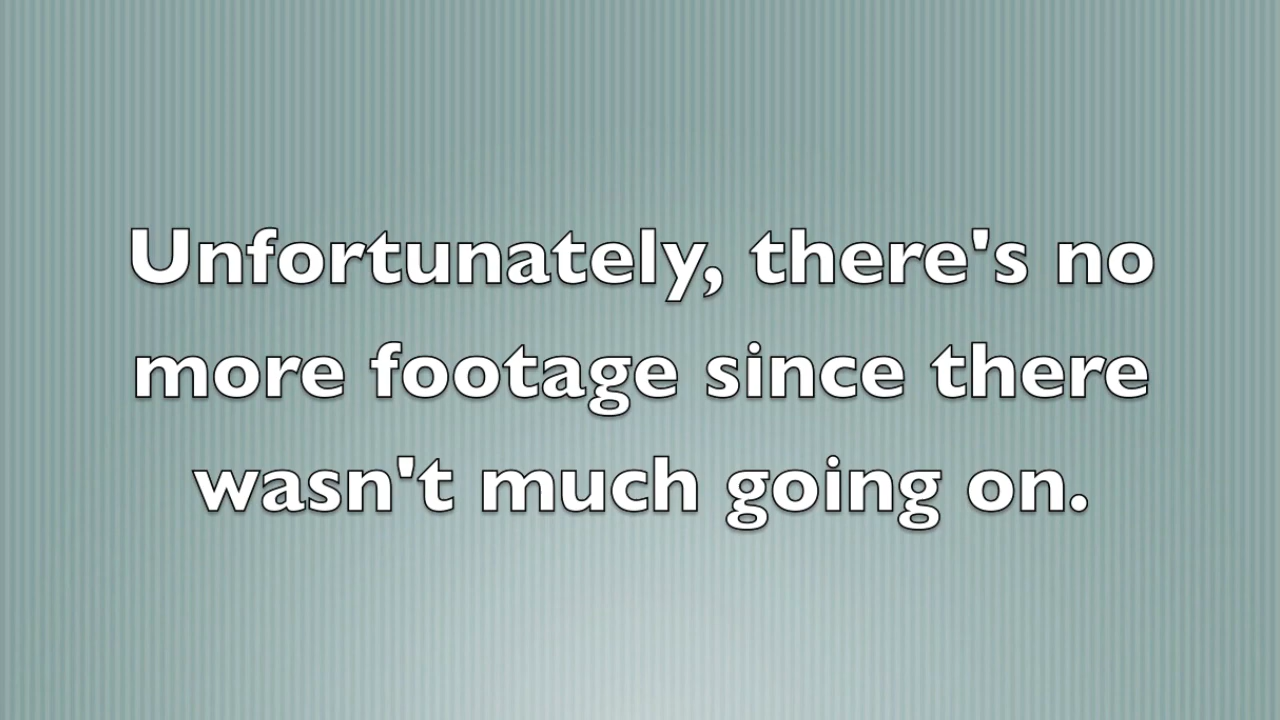 Unfortunately, there's no
more footage since there
wasn't much going on.